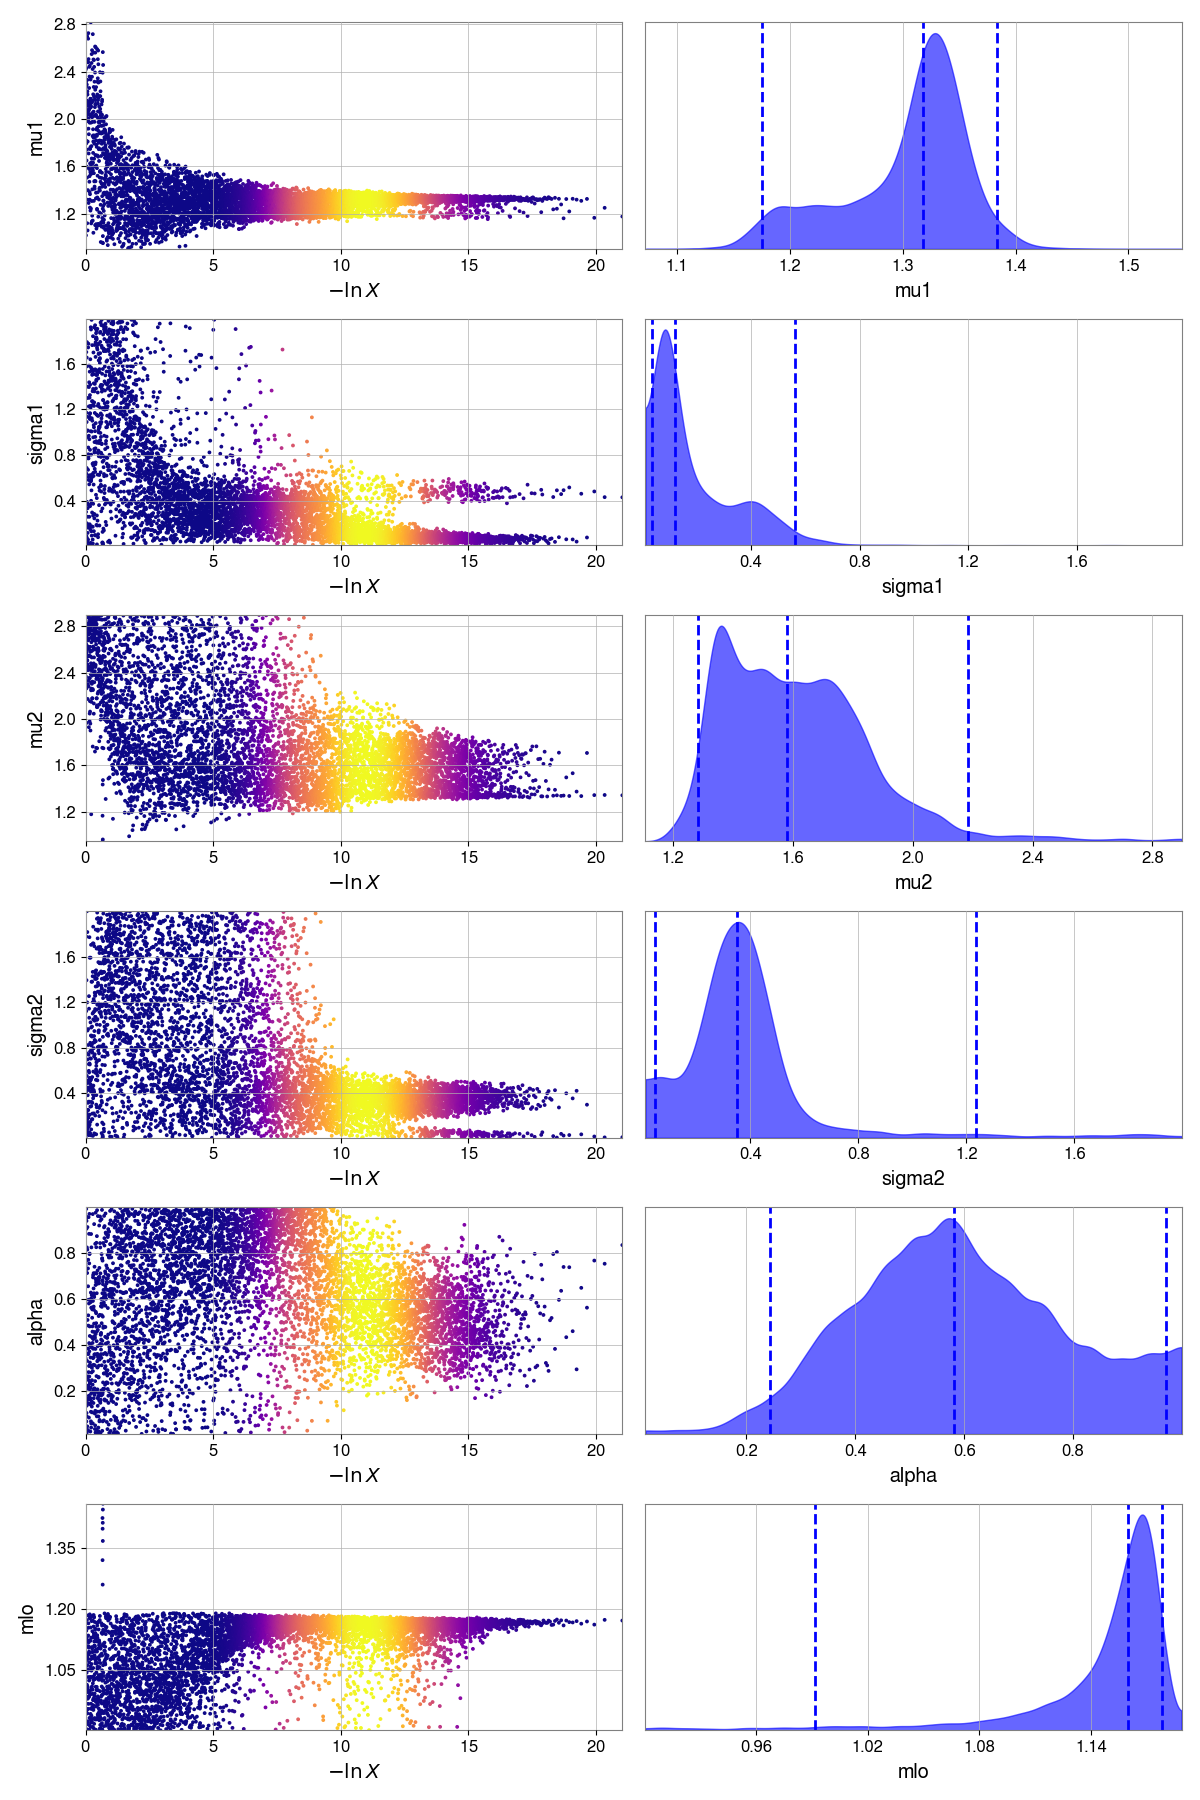 2.8
2.4
2.0
1.6
1.2
mu1
0 5 10 15 20
−ln X
1.1 1.2 1.3 1.4 1.5
mu1
1.6
1.2
0.8
0.4
sigma1
0 5 10 15 20
−ln X
0.4 0.8 1.2 1.6
sigma1
2.8
2.4
2.0
1.6
1.2
mu2
0 5 10 15 20
−ln X
1.2 1.6 2.0 2.4 2.8
mu2
1.6
1.2
0.8
0.4
sigma2
0 5 10 15 20
−ln X
0.4 0.8 1.2 1.6
sigma2
0.8
0.6
0.4
0.2
alpha
0 5 10 15 20
−ln X
0.2 0.4 0.6 0.8
alpha
1.35
1.20
1.05
mlo
0 5 10 15 20
−ln X
0.96 1.02 1.08 1.14
mlo